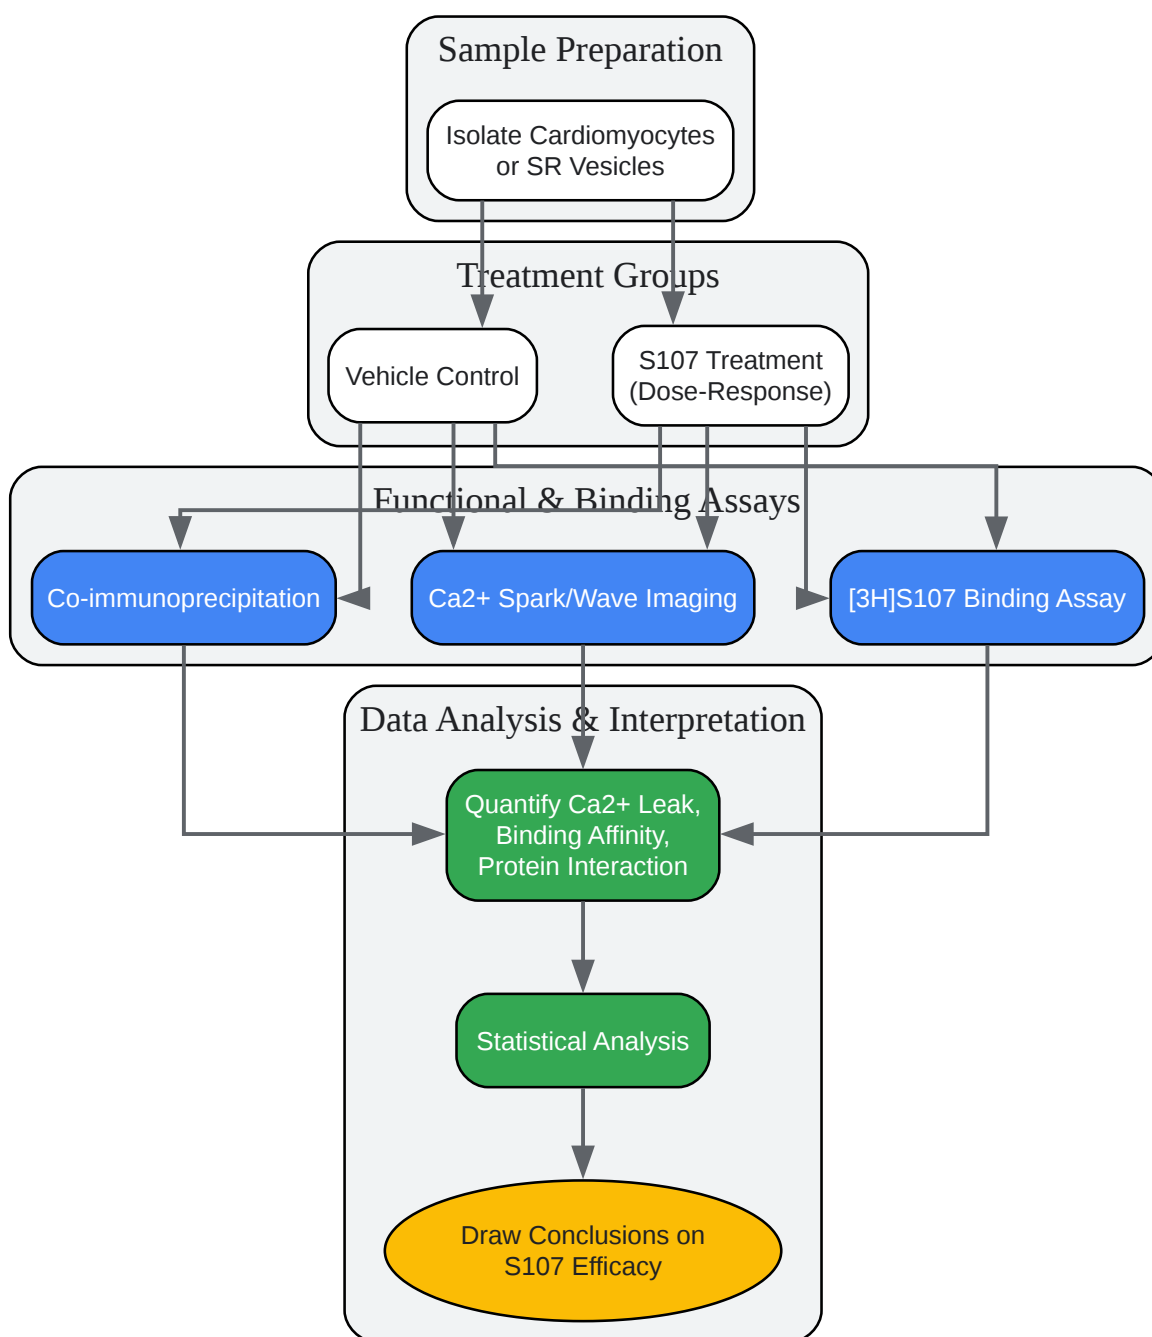 Sample Preparation
Isolate Cardiomyocytes
or SR Vesicles
Treatment Groups
Vehicle Control
S107 Treatment
(Dose-Response)
Functional & Binding Assays
Co-immunoprecipitation
Ca2+ Spark/Wave Imaging
[3H]S107 Binding Assay
Data Analysis & Interpretation
Quantify Ca2+ Leak,
Binding Affinity,
Protein Interaction
Statistical Analysis
Draw Conclusions on
S107 Efficacy